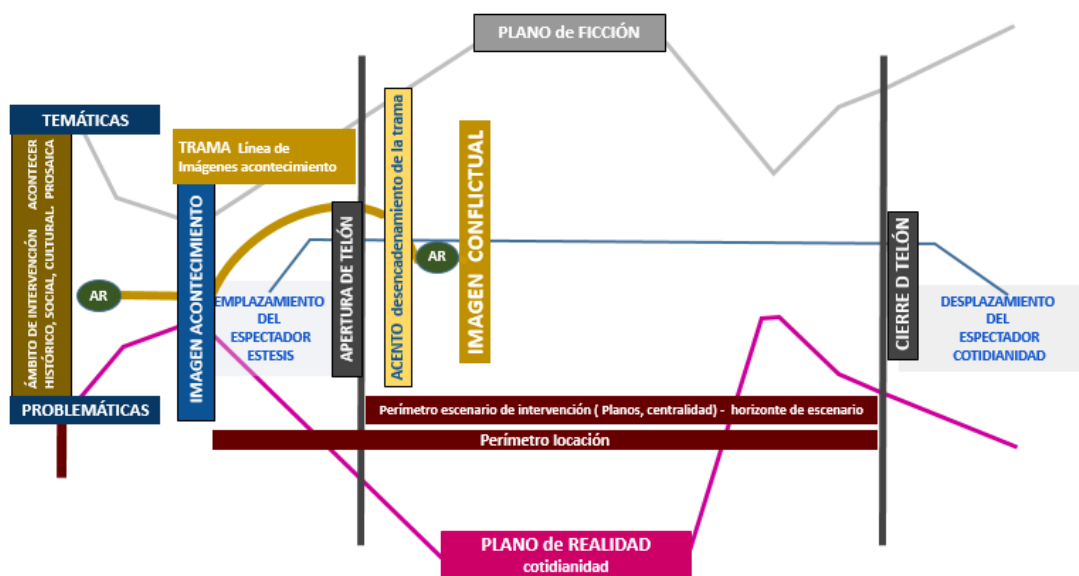 PLANO de FICCIÓN
TEMÁTICAS
ÁMBITO DE INTERVENCIÓN ACONTECER
HISTÓRICO, SOCIAL, CULTURAL. PROSAICA
PROBLEMÁTICAS
AR
TRAMA Línea de
Imágenes acontecimiento
IMAGEN ACONTECIMIENTO
EMPLAZAMIENTO
DEL
ESPECTADOR
ESTESIS
APERTURA DE TELÓN
ACENTO desencadenamiento de la trama
AR
IMAGEN CONFLICTUAL
CIERRE D TELÓN
DESPLAZAMIENTO
DEL
ESPECTADOR
COTIDIANIDAD
Perímetro escenario de intervención ( Planos, centralidad) - horizonte de escenario
Perímetro locación
PLANO de REALIDAD
cotidianidad